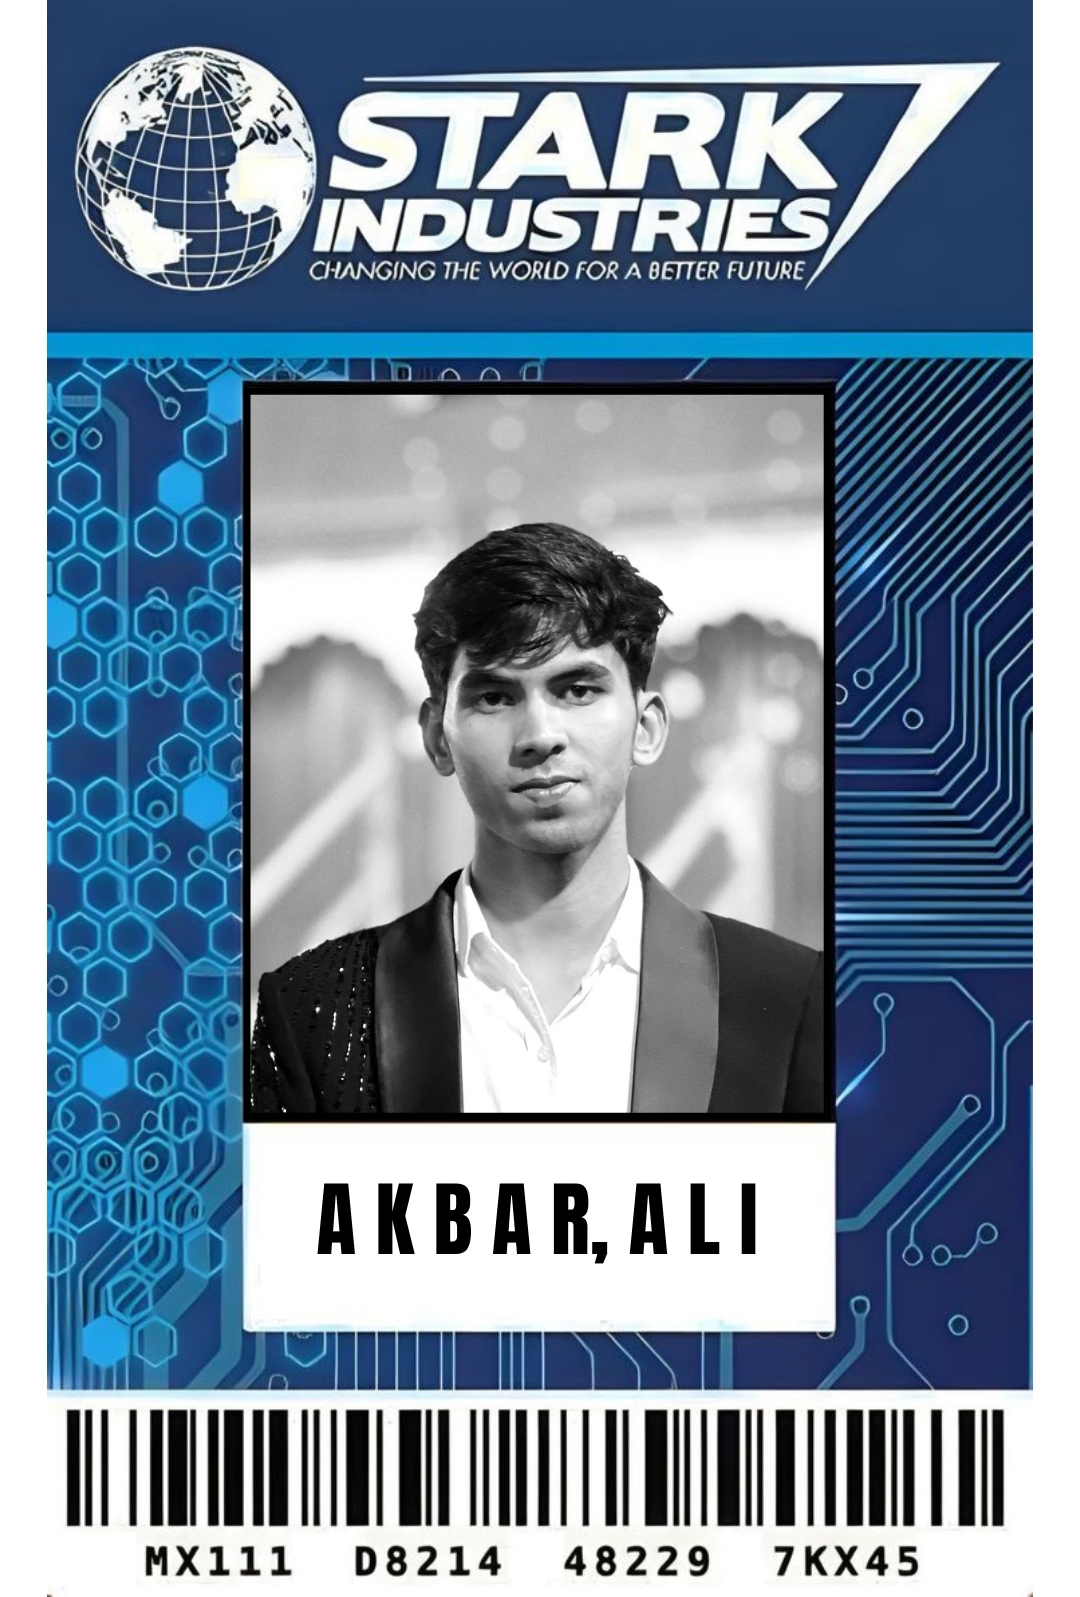 STARK
INDUSTRIES
CHANGING THE WORLD FOR A BETTER FUTURE
AKBAR, ALI
MX111 D8214 48229 7KX45